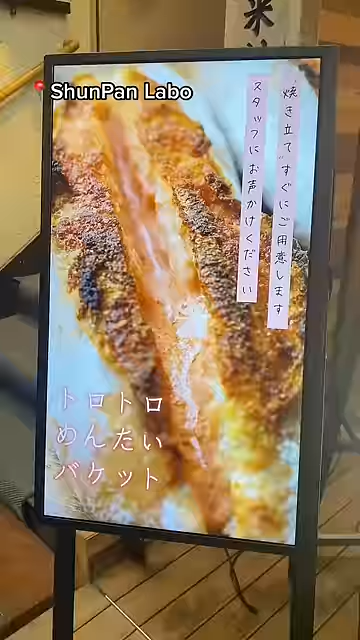 米
📍ShunPan Labo
焼き立て、すぐにご用意します
スタッフにお声かけください
トロトロ
めんたい
バケット